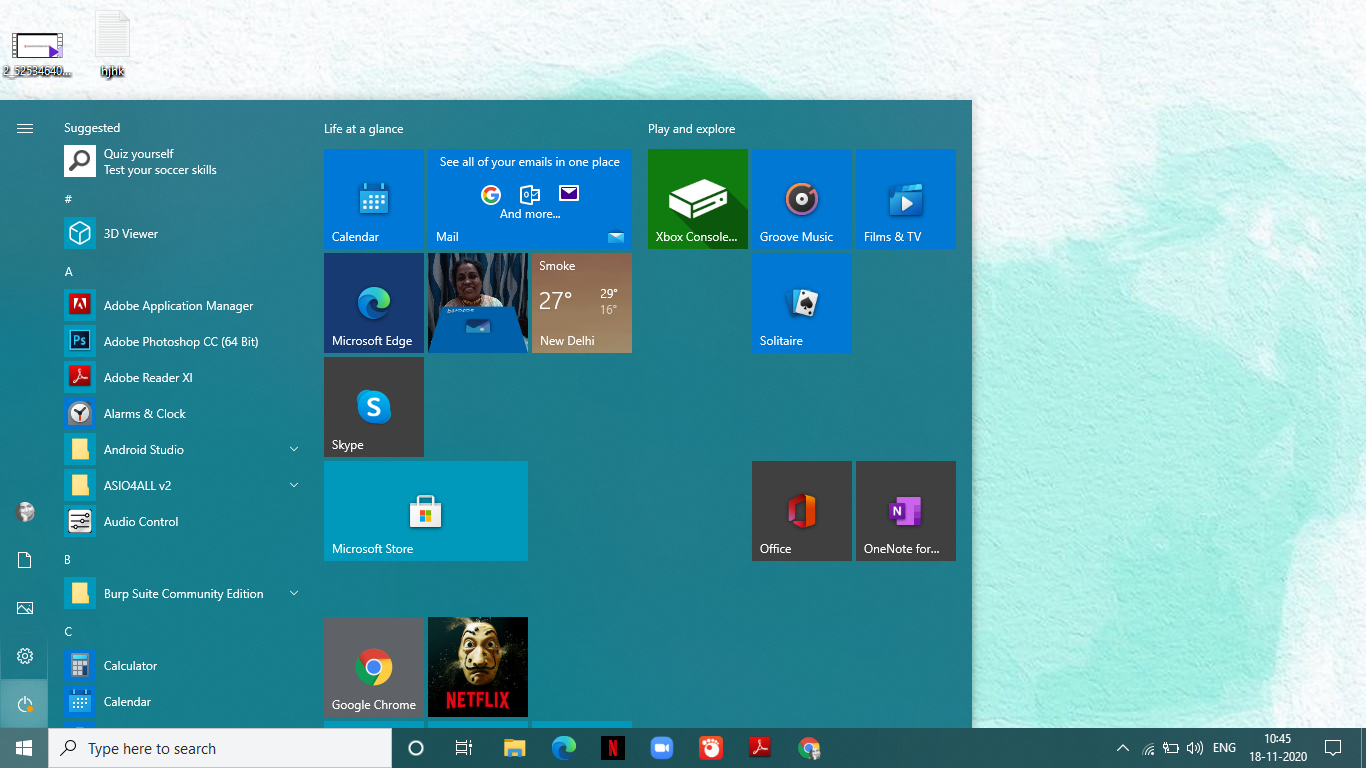 2_52534640...
hjhk
Suggested
Quiz yourself
Test your soccer skills
#
3D Viewer
A
Adobe Application Manager
Ps
Adobe Photoshop CC (64 Bit)
Adobe Reader XI
Alarms & Clock
Android Studio
ASIO4ALL v2
Audio Control
B
Burp Suite Community Edition
C
Calculator
Calendar
Life at a glance
Calendar
See all of your emails in one place
And more...
Mail
Microsoft Edge
Smoke
27°
29°
16°
New Delhi
S
Skype
Microsoft Store
Google Chrome
NETFLIX
Play and explore
Xbox Console...
Groove Music
Films & TV
Solitaire
Office
N
OneNote for...
Type here to search
N
ENG
10:45
18-11-2020